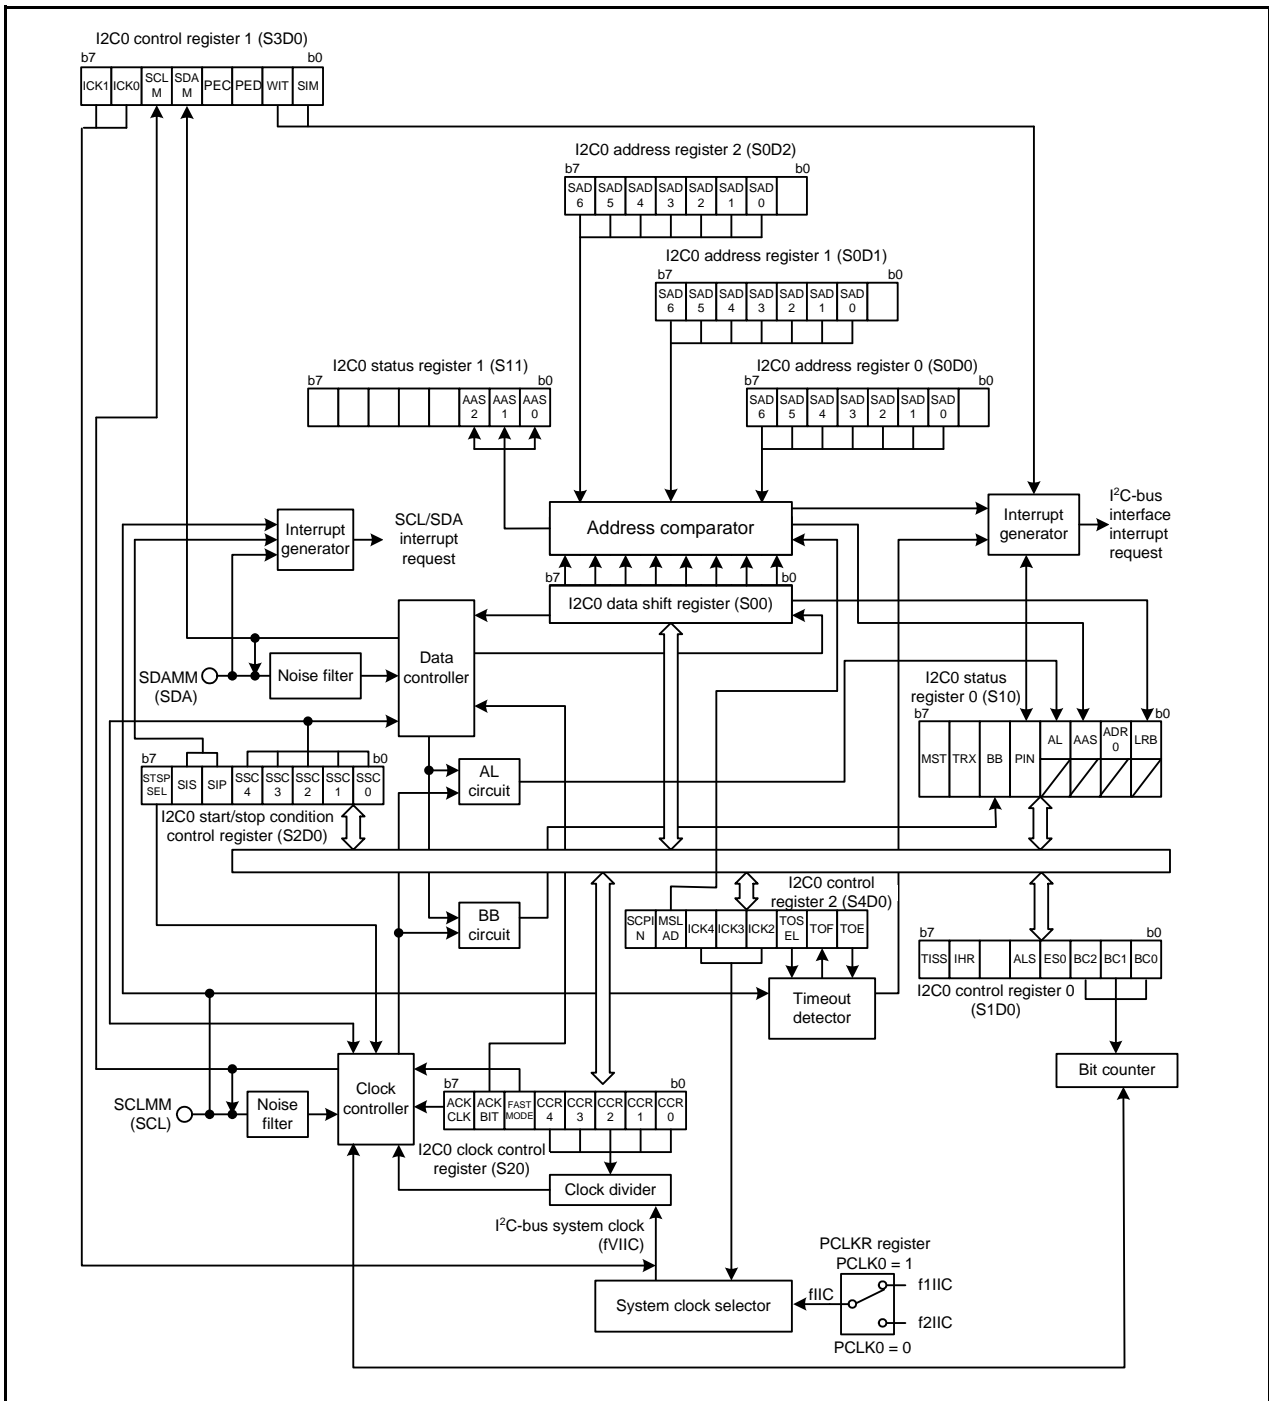 I2C0 control register 1 (S3D0)
b7 b0
ICK1 ICK0 SCL M SDA M PEC PED WIT SIM
I2C0 address register 2 (S0D2)
b7 b0
SAD 6 SAD 5 SAD 4 SAD 3 SAD 2 SAD 1 SAD 0
I2C0 address register 1 (S0D1)
b7 b0
SAD 6 SAD 5 SAD 4 SAD 3 SAD 2 SAD 1 SAD 0
I2C0 status register 1 (S11)
b7 b0
AAS 2 AAS 1 AAS 0
I2C0 address register 0 (S0D0)
b7 b0
SAD 6 SAD 5 SAD 4 SAD 3 SAD 2 SAD 1 SAD 0
Interrupt
generator
SCL/SDA
interrupt
request
Address comparator
Interrupt
generator
I²C-bus
interface
interrupt
request
b7 b0
I2C0 data shift register (S00)
Data
controller
SDAMM
(SDA)
Noise filter
I2C0 status
register 0 (S10)
b7 b0
MST TRX BB PIN AL AAS ADR 0 LRB
b7 b0
STSP SEL SIS SIP SSC 4 SSC 3 SSC 2 SSC 1 SSC 0
I2C0 start/stop condition
control register (S2D0)
AL
circuit
BB
circuit
I2C0 control
register 2 (S4D0)
SCPI N MSL AD ICK4 ICK3 ICK2 TOS EL TOF TOE
Timeout
detector
b7 b0
TISS IHR ALS ES0 BC2 BC1 BC0
I2C0 control register 0
(S1D0)
Bit counter
SCLMM
(SCL)
Noise
filter
Clock
controller
b7 b0
ACK CLK ACK BIT FAST MODE CCR 4 CCR 3 CCR 2 CCR 1 CCR 0
I2C0 clock control
register (S20)
Clock divider
I²C-bus system clock
(fVIIC)
System clock selector
PCLKR register
PCLK0 = 1
fIIC
f1IIC
f2IIC
PCLK0 = 0